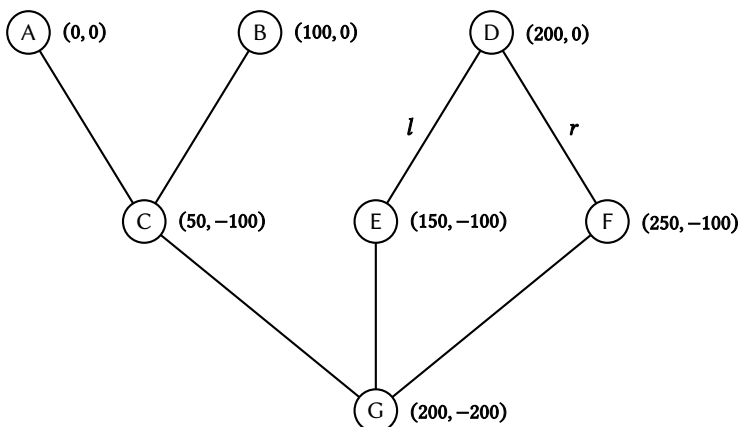 A (0, 0) B (100, 0) D (200, 0)
l r
C (50, −100) E (150, −100) F (250, −100)
G (200, −200)